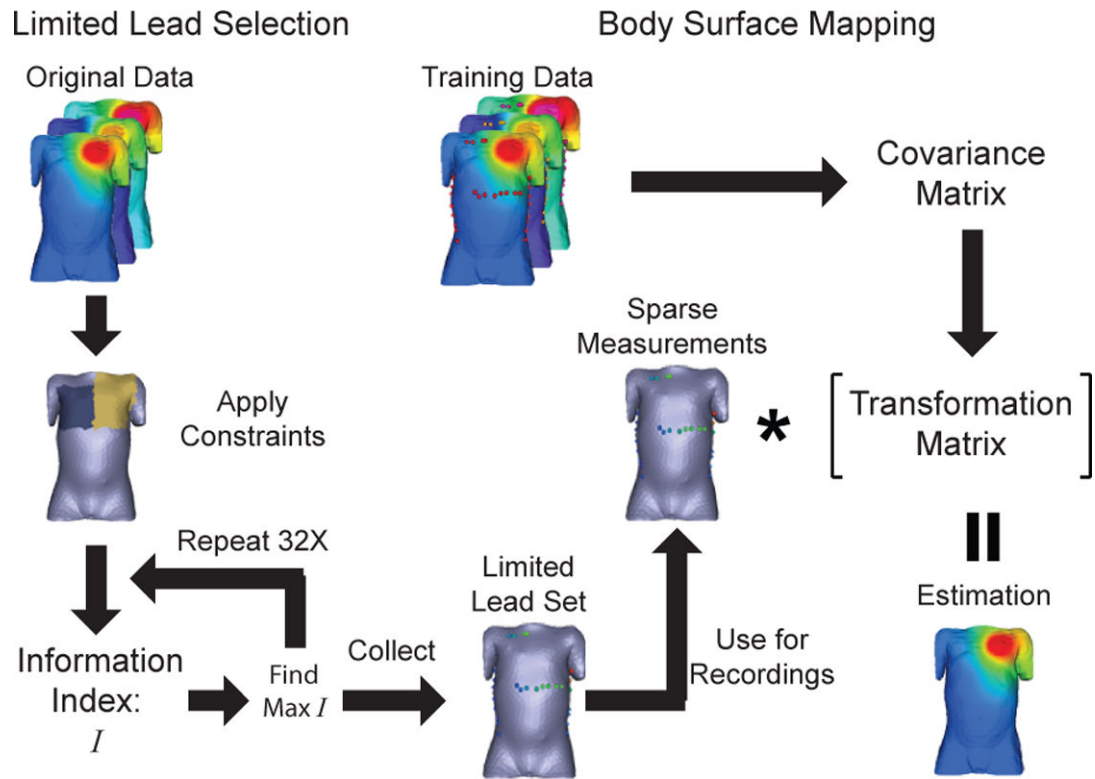 Limited Lead Selection
Original Data
Apply
Constraints
Repeat 32X
Information
Index:
I
Find
Max I
Collect
Limited
Lead Set
Use for
Recordings
Body Surface Mapping
Training Data
Covariance
Matrix
Sparse
Measurements
*
[Transformation
Matrix]
=
Estimation